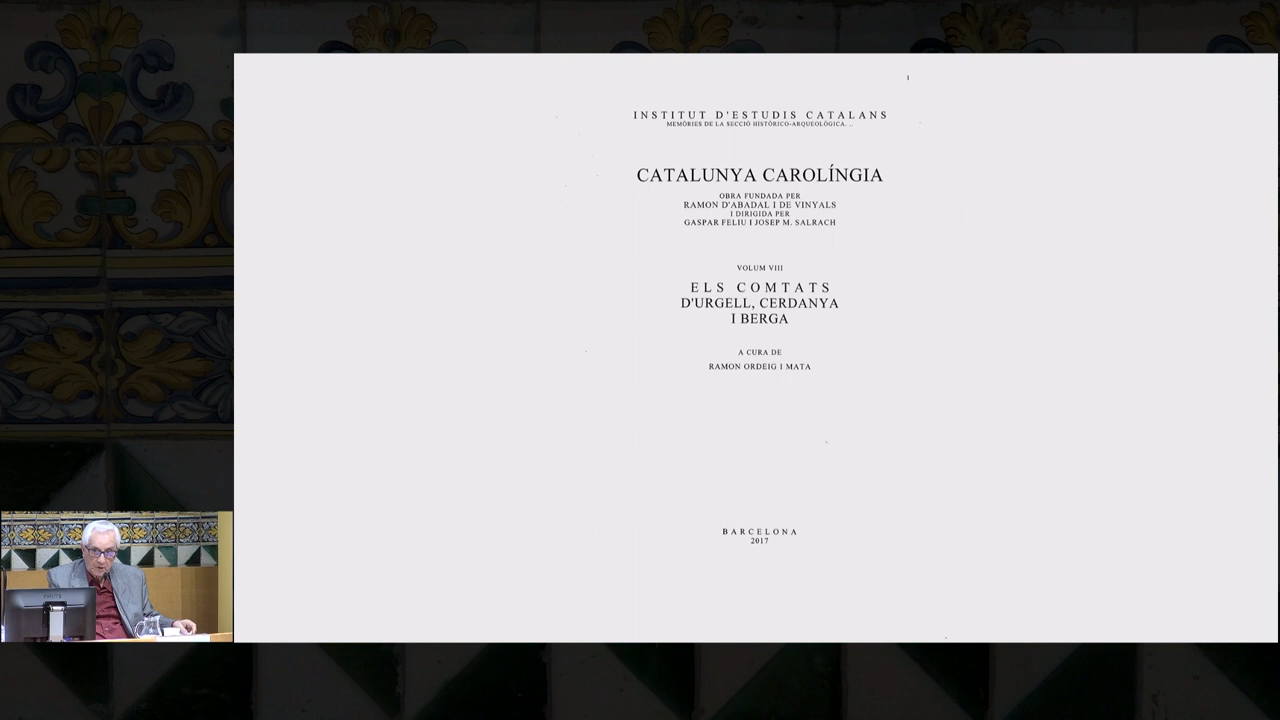 I
INSTITUT D'ESTUDIS CATALANS
MEMÒRIES DE LA SECCIÓ HISTÒRICO-ARQUEOLÒGICA. ..
CATALUNYA CAROLÍNGIA
OBRA FUNDADA PER
RAMON D'ABADAL I DE VINYALS
I DIRIGIDA PER
GASPAR FELIU I JOSEP M. SALRACH
VOLUM VIII
ELS COMTATS
D'URGELL, CERDANYA
I BERGA
A CURA DE
RAMON ORDEIG I MATA
BARCELONA
2017